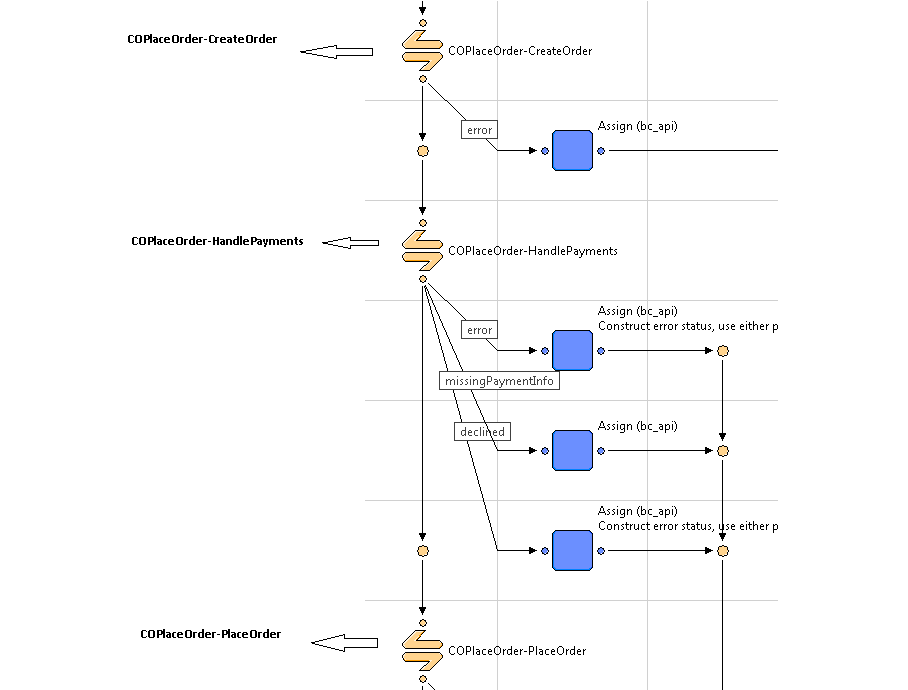 COPlaceOrder-CreateOrder
COPlaceOrder-CreateOrder
Assign (bc_api)
error
COPlaceOrder-HandlePayments
COPlaceOrder-HandlePayments
Assign (bc_api)
Construct error status, use either p
error
missingPaymentInfo
Assign (bc_api)
declined
Assign (bc_api)
Construct error status, use either p
COPlaceOrder-PlaceOrder
COPlaceOrder-PlaceOrder